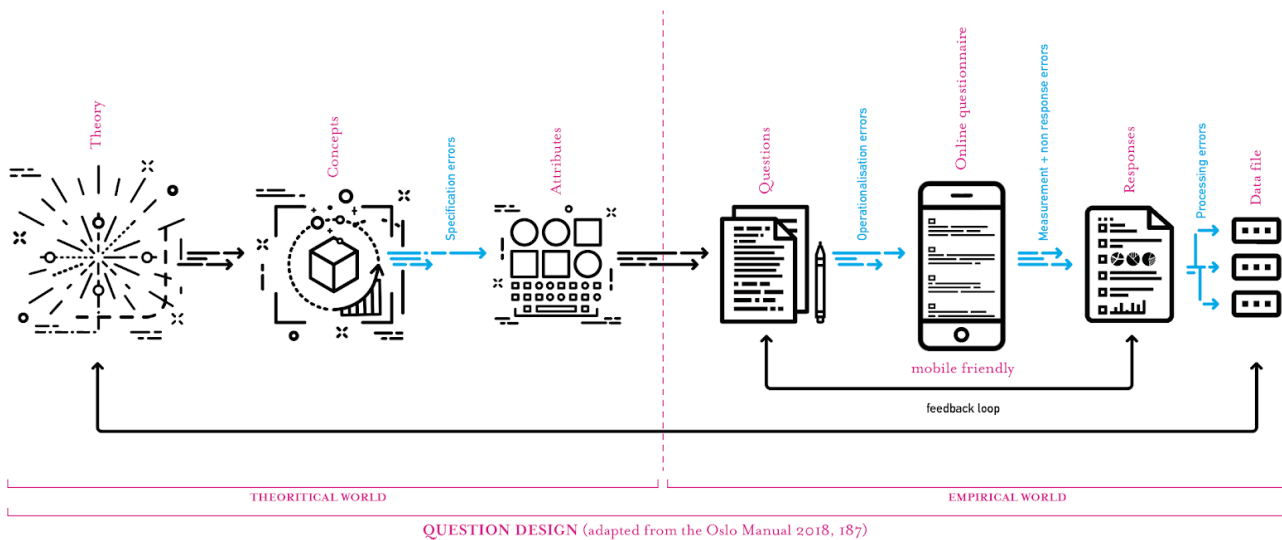 Theory
Concepts
Specification errors
Attributes
Questions
Operationalisation errors
Online questionnaire
Measurement + non response errors
Responses
Processing errors
Data file
mobile friendly
feedback loop
THEORITICAL WORLD
EMPIRICAL WORLD
QUESTION DESIGN (adapted from the Oslo Manual 2018, 187)